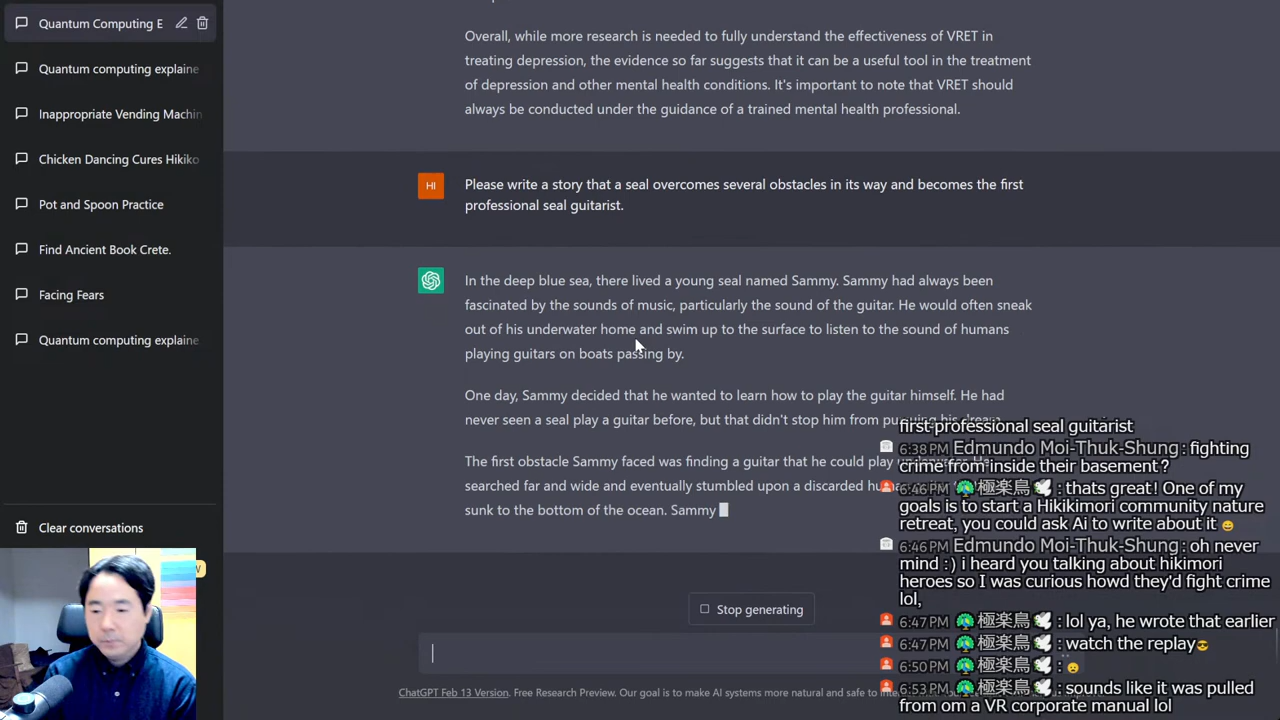 Quantum Computing E
Quantum computing explaine
Inappropriate Vending Machin
Chicken Dancing Cures Hikiko
Pot and Spoon Practice
Find Ancient Book Crete.
Facing Fears
Quantum computing explaine
Clear conversations
Overall, while more research is needed to fully understand the effectiveness of VRET in
treating depression, the evidence so far suggests that it can be a useful tool in the treatment
of depression and other mental health conditions. It's important to note that VRET should
always be conducted under the guidance of a trained mental health professional.
HI
Please write a story that a seal overcomes several obstacles in its way and becomes the first
professional seal guitarist.
In the deep blue sea, there lived a young seal named Sammy. Sammy had always been
fascinated by the sounds of music, particularly the sound of the guitar. He would often sneak
out of his underwater home and swim up to the surface to listen to the sound of humans
playing guitars on boats passing by.
One day, Sammy decided that he wanted to learn how to play the guitar himself. He had
never seen a seal play a guitar before, but that didn't stop him from pursuing his dream.
The first obstacle Sammy faced was finding a guitar that he could play
searched far and wide and eventually stumbled upon a discarded
sunk to the bottom of the ocean. Sammy
Stop generating
ChatGPT Feb 13 Version. Free Research Preview. Our goal is to make AI systems more natural and safe to
first professional seal guitarist
6:38PM Edmundo Moi-Thuk-Shung: fighting
crime from inside their basement?
6:46PM 🦚極楽鳥🕊: thats great! One of my
goals is to start a Hikikimori community nature
retreat, you could ask Ai to write about it 😄
6:46PM Edmundo Moi-Thuk-Shung: oh never
mind :) i heard you talking about hikimori
heroes so I was curious howd they'd fight crime
lol,
6:47PM 🦚極楽鳥🕊: lol ya, he wrote that earlier
6:47PM 🦚極楽鳥🕊: watch the replay😎
6:50PM 🦚極楽鳥🕊: 😦
6:53PM 🦚極楽鳥🕊: sounds like it was pulled
from om a VR corporate manual lol